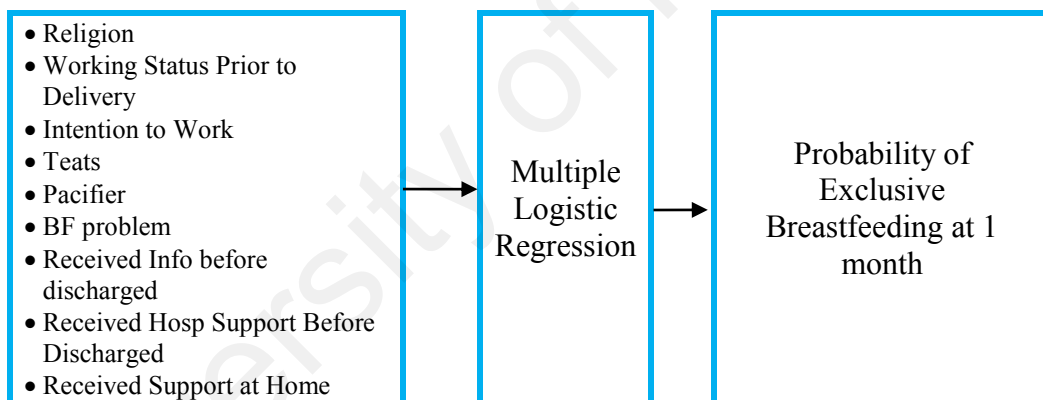 • Religion
• Working Status Prior to
Delivery
• Intention to Work
• Teats
• Pacifier
• BF problem
• Received Info before
discharged
• Received Hosp Support Before
Discharged
• Received Support at Home
Multiple
Logistic
Regression
Probability of
Exclusive
Breastfeeding at 1
month